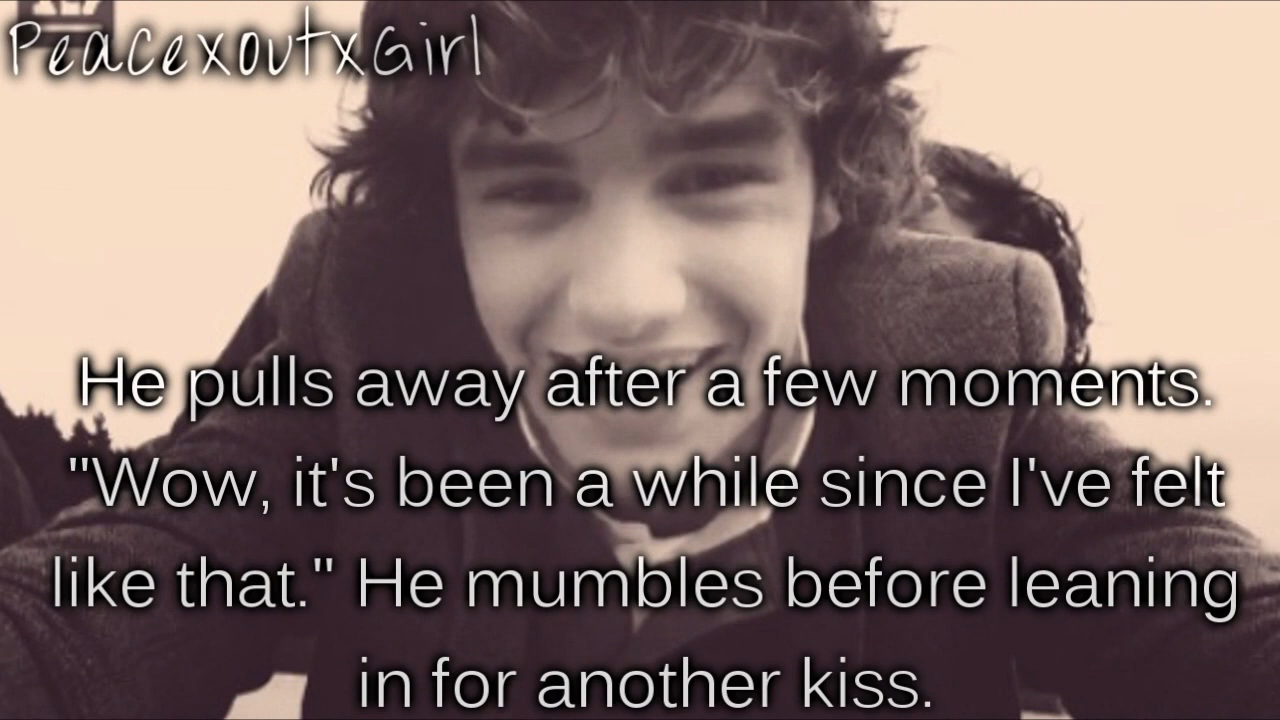 PeacexoutxGirl
He pulls away after a few moments.
"Wow, it's been a while since I've felt
like that." He mumbles before leaning
in for another kiss.